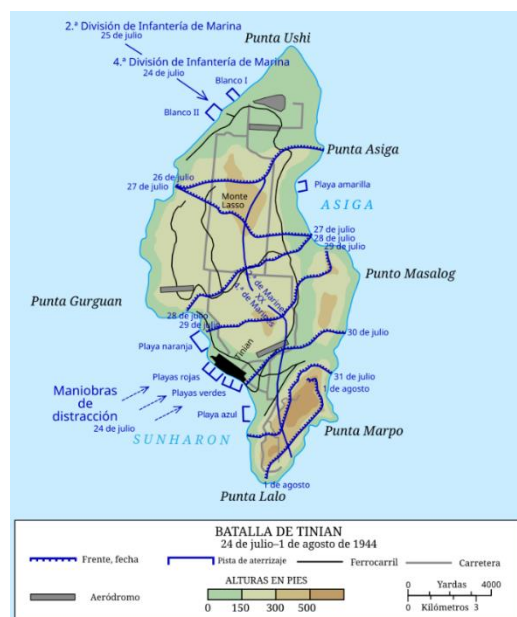 2.ª División de Infantería de Marina
25 de julio
Punta Ushi
4.ª División de Infantería de Marina
24 de julio
Blanco I
Blanco II
Punta Asiga
26 de julio
27 de julio
Playa amarilla
Monte
Lasso
ASIGA
27 de julio
28 de julio
29 de julio
Punto Masalog
Punta Gurguan
XX
4.ª de Marines
28 de julio
29 de julio
30 de julio
Playa naranja
Tinian
Playas rojas
31 de julio
1 de agosto
Playas verdes
Maniobras
de
distracción
24 de julio
Playa azul
SUNHARON
Punta Marpo
1 de agosto
Punta Lalo
BATALLA DE TINIAN
24 de julio–1 de agosto de 1944
Frente, fecha
Pista de aterrizaje
Ferrocarril
Carretera
ALTURAS EN PIES
Aeródromo
0 150 300 500
0 Yardas 4000
0 Kilómetros 3